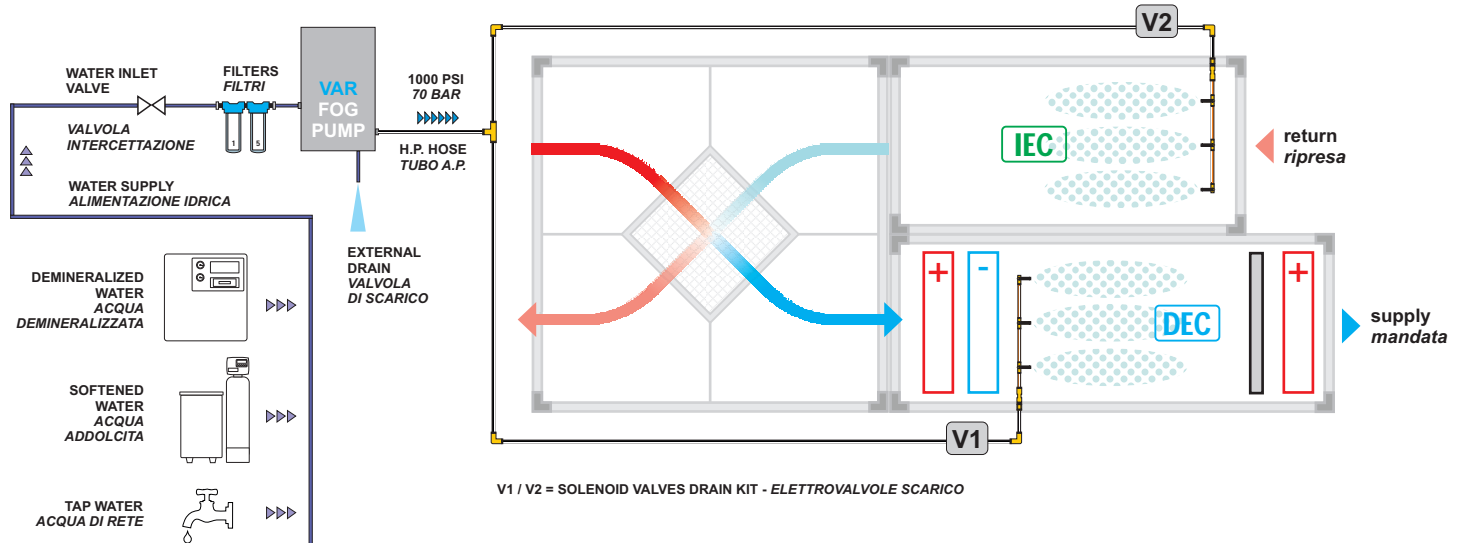 V2
WATER INLET
VALVE
VALVOLA
INTERCETTAZIONE
FILTERS
FILTRI
1
5
VAR
FOG
PUMP
1000 PSI
70 BAR
H.P. HOSE
TUBO A.P.
IEC
return
ripresa
WATER SUPPLY
ALIMENTAZIONE IDRICA
EXTERNAL
DRAIN
VALVOLA
DI SCARICO
DEMINERALIZED
WATER
ACQUA
DEMINERALIZZATA
+
-
DEC
+
supply
mandata
SOFTENED
WATER
ACQUA
ADDOLCITA
V1
V1 / V2 = SOLENOID VALVES DRAIN KIT - ELETTROVALVOLE SCARICO
TAP WATER
ACQUA DI RETE